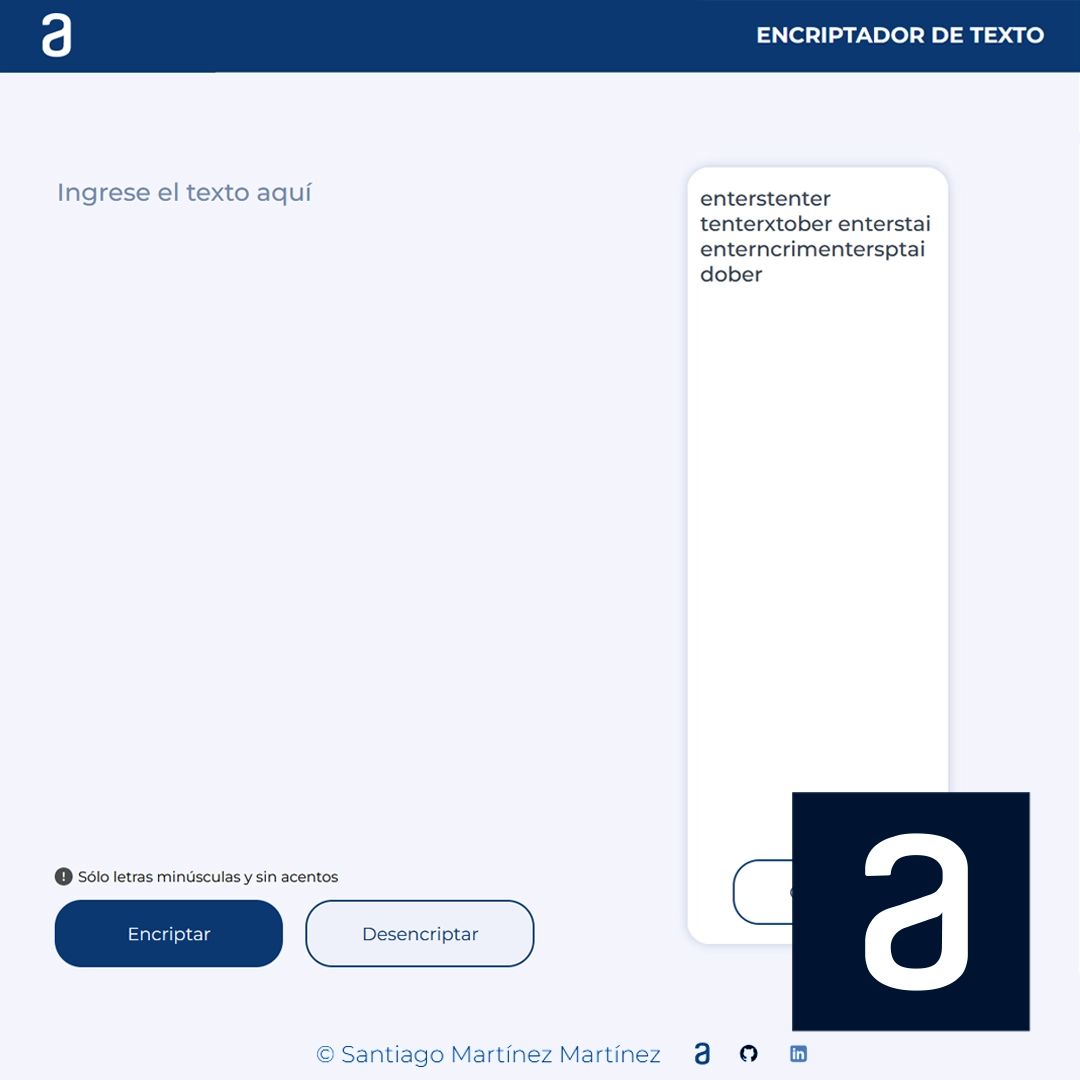 a
ENCRIPTADOR DE TEXTO
Ingrese el texto aquí
enterstenter
tenterxtober enterstai
enterncrimentersptai
dober
Sólo letras minúsculas y sin acentos
Encriptar
Desencriptar
a
© Santiago Martínez Martínez
a
in